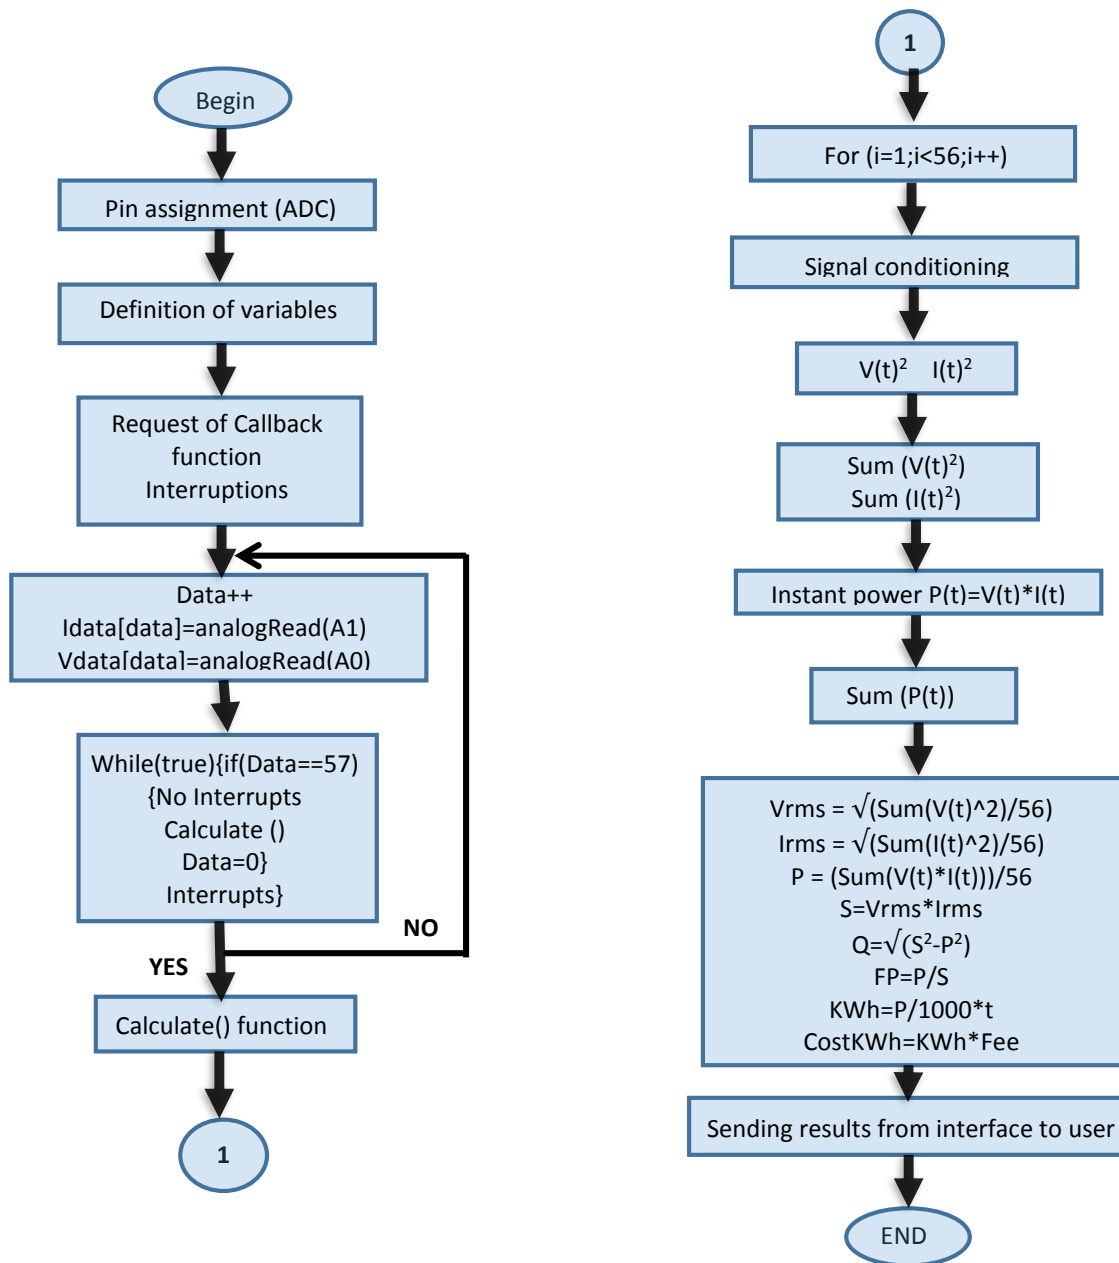 Begin
Pin assignment (ADC)
Definition of variables
Request of Callback
function
Interruptions
Data++
Idata[data]=analogRead(A1)
Vdata[data]=analogRead(A0)
While(true){if(Data==57)
{No Interrupts
Calculate ()
Data=0}
Interrupts}
NO
YES
Calculate() function
1
1
For (i=1;i<56;i++)
Signal conditioning
V(t)² I(t)²
Sum (V(t)²)
Sum (I(t)²)
Instant power P(t)=V(t)*I(t)
Sum (P(t))
Vrms = √(Sum(V(t)^2)/56)
Irms = √(Sum(I(t)^2)/56)
P = (Sum(V(t)*I(t)))/56
S=Vrms*Irms
Q=√(S²-P²)
FP=P/S
KWh=P/1000*t
CostKWh=KWh*Fee
Sending results from interface to user
END